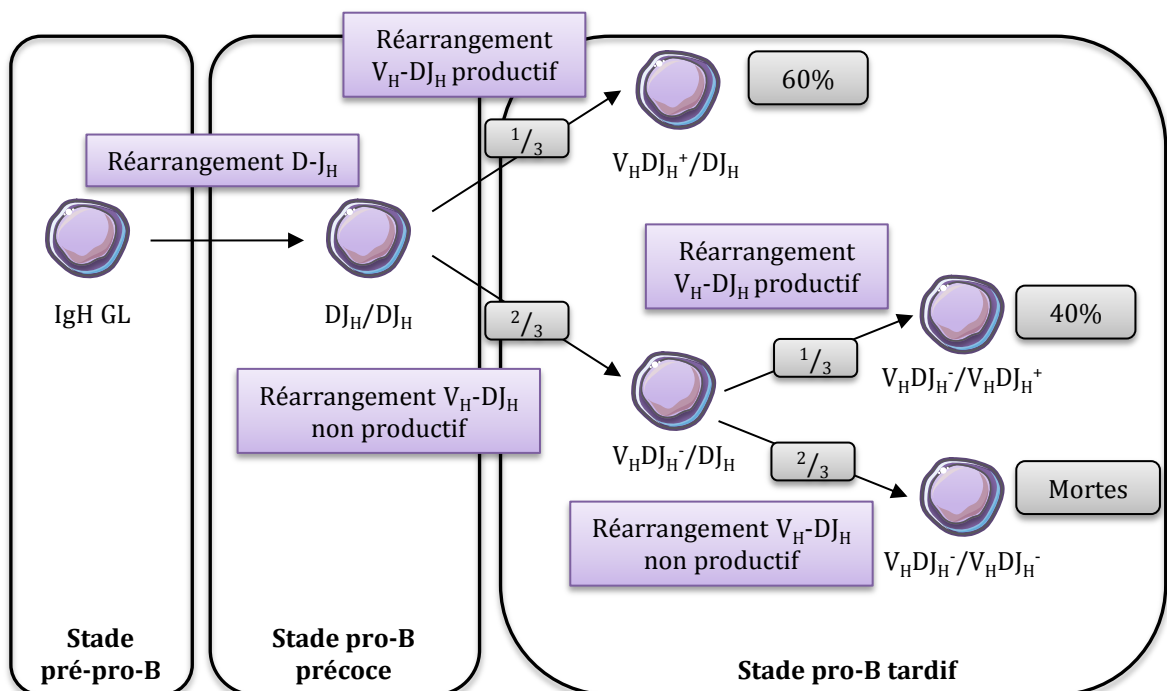 Réarrangement
V_H-DJ_H productif
60%
1/3
V_HDJ_H⁺/DJ_H
Réarrangement D-J_H
IgH GL
DJ_H/DJ_H
2/3
Réarrangement V_H-DJ_H
non productif
Réarrangement
V_H-DJ_H productif
40%
1/3
V_HDJ_H⁻/V_HDJ_H⁺
V_HDJ_H⁻/DJ_H
2/3
Mortes
Réarrangement V_H-DJ_H
non productif
V_HDJ_H⁻/V_HDJ_H⁻
Stade
pré-pro-B
Stade pro-B
précoce
Stade pro-B tardif